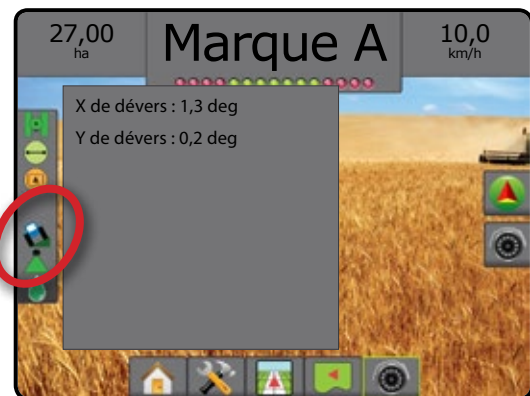 27,00
ha
Marque A
10,0
km/h
X de dévers : 1,3 deg
Y de dévers : 0,2 deg